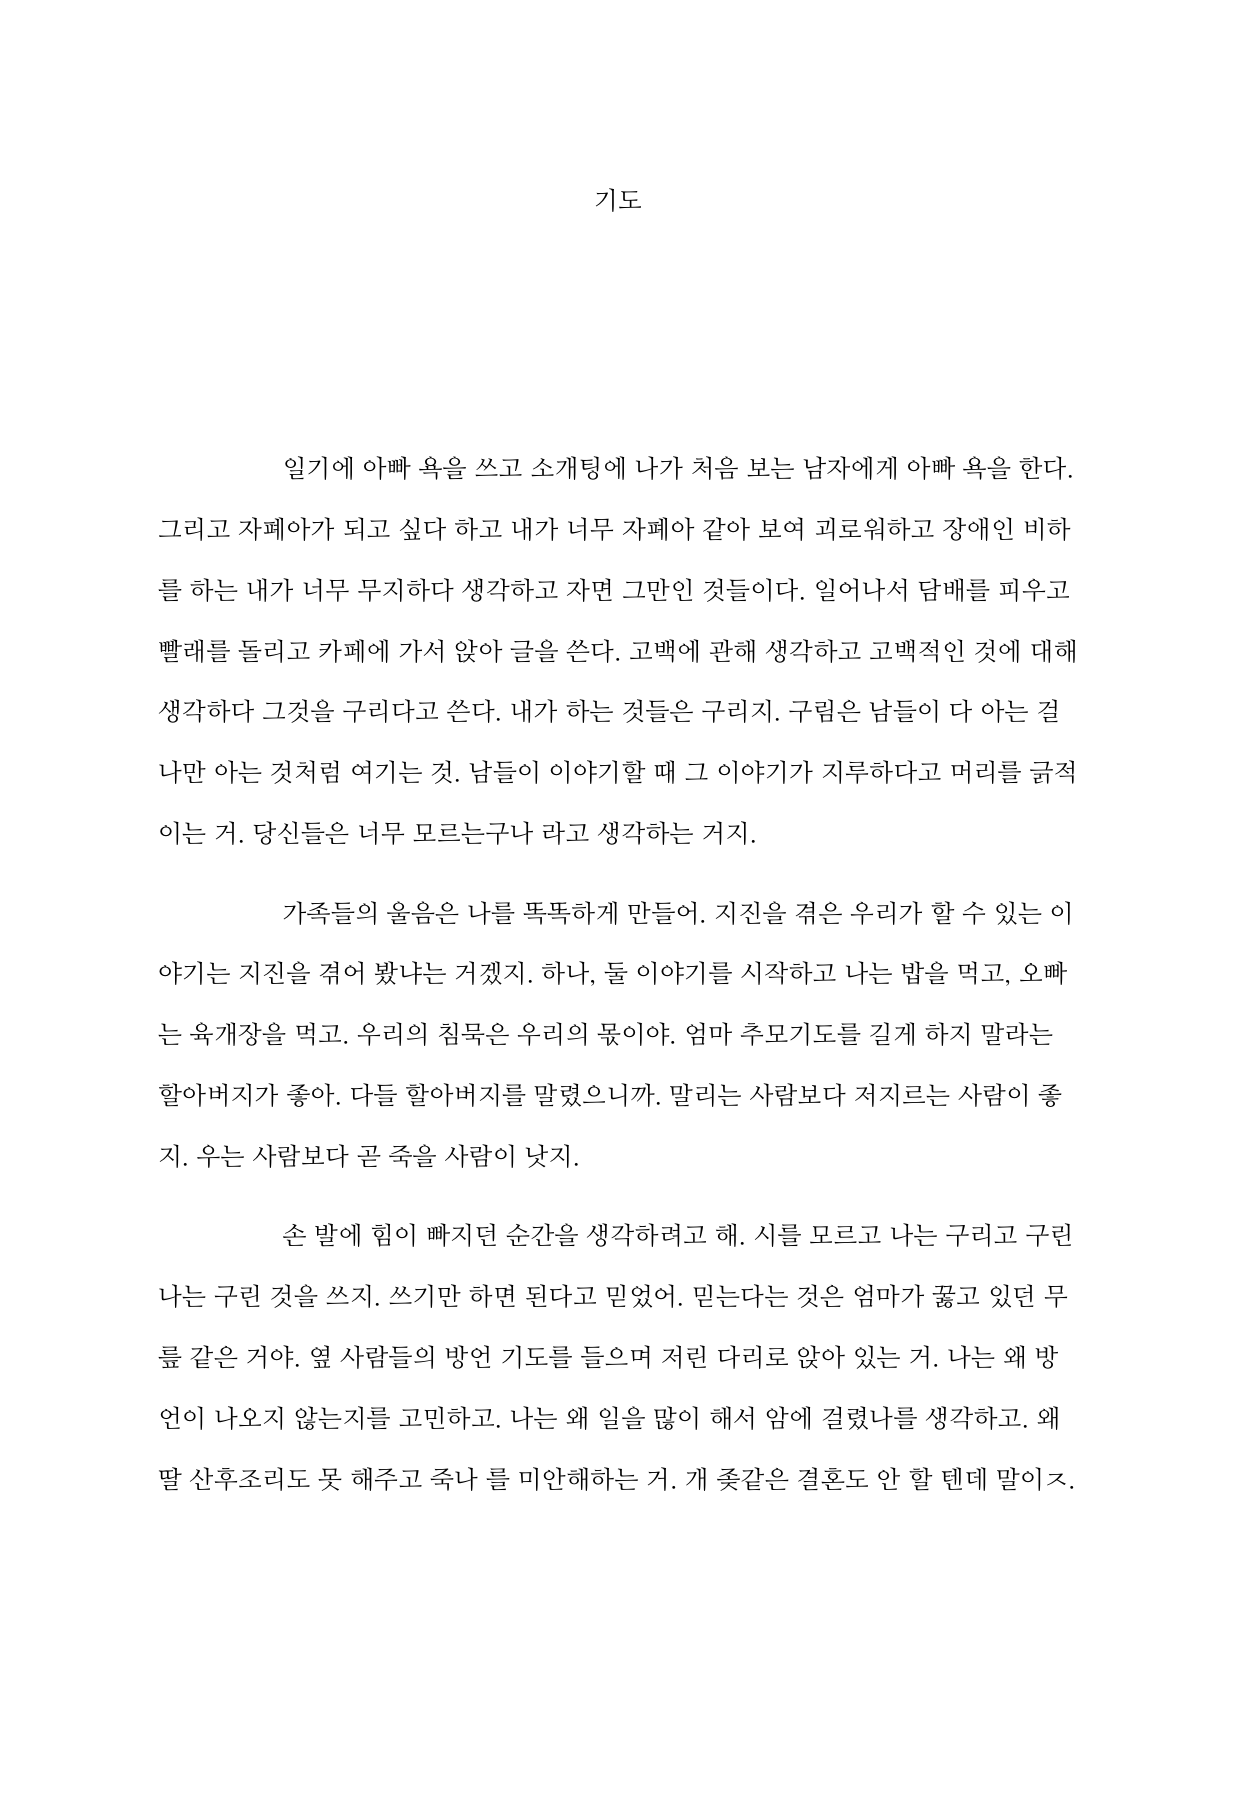 기도
일기에 아빠 욕을 쓰고 소개팅에 나가 처음 보는 남자에게 아빠 욕을 한다.
그리고 자폐아가 되고 싶다 하고 내가 너무 자폐아 같아 보여 괴로워하고 장애인 비하
를 하는 내가 너무 무지하다 생각하고 자면 그만인 것들이다. 일어나서 담배를 피우고
빨래를 돌리고 카페에 가서 앉아 글을 쓴다. 고백에 관해 생각하고 고백적인 것에 대해
생각하다 그것을 구리다고 쓴다. 내가 하는 것들은 구리지. 구림은 남들이 다 아는 걸
나만 아는 것처럼 여기는 것. 남들이 이야기할 때 그 이야기가 지루하다고 머리를 긁적
이는 거. 당신들은 너무 모르는구나 라고 생각하는 거지.
가족들의 울음은 나를 똑똑하게 만들어. 지진을 겪은 우리가 할 수 있는 이
야기는 지진을 겪어 봤냐는 거겠지. 하나, 둘 이야기를 시작하고 나는 밥을 먹고, 오빠
는 육개장을 먹고. 우리의 침묵은 우리의 몫이야. 엄마 추모기도를 길게 하지 말라는
할아버지가 좋아. 다들 할아버지를 말렸으니까. 말리는 사람보다 저지르는 사람이 좋
지. 우는 사람보다 곧 죽을 사람이 낫지.
손 발에 힘이 빠지던 순간을 생각하려고 해. 시를 모르고 나는 구리고 구린
나는 구린 것을 쓰지. 쓰기만 하면 된다고 믿었어. 믿는다는 것은 엄마가 꿇고 있던 무
릎 같은 거야. 옆 사람들의 방언 기도를 들으며 저린 다리로 앉아 있는 거. 나는 왜 방
언이 나오지 않는지를 고민하고. 나는 왜 일을 많이 해서 암에 걸렸나를 생각하고. 왜
딸 산후조리도 못 해주고 죽나 를 미안해하는 거. 개 좆같은 결혼도 안 할 텐데 말이ㅈ.